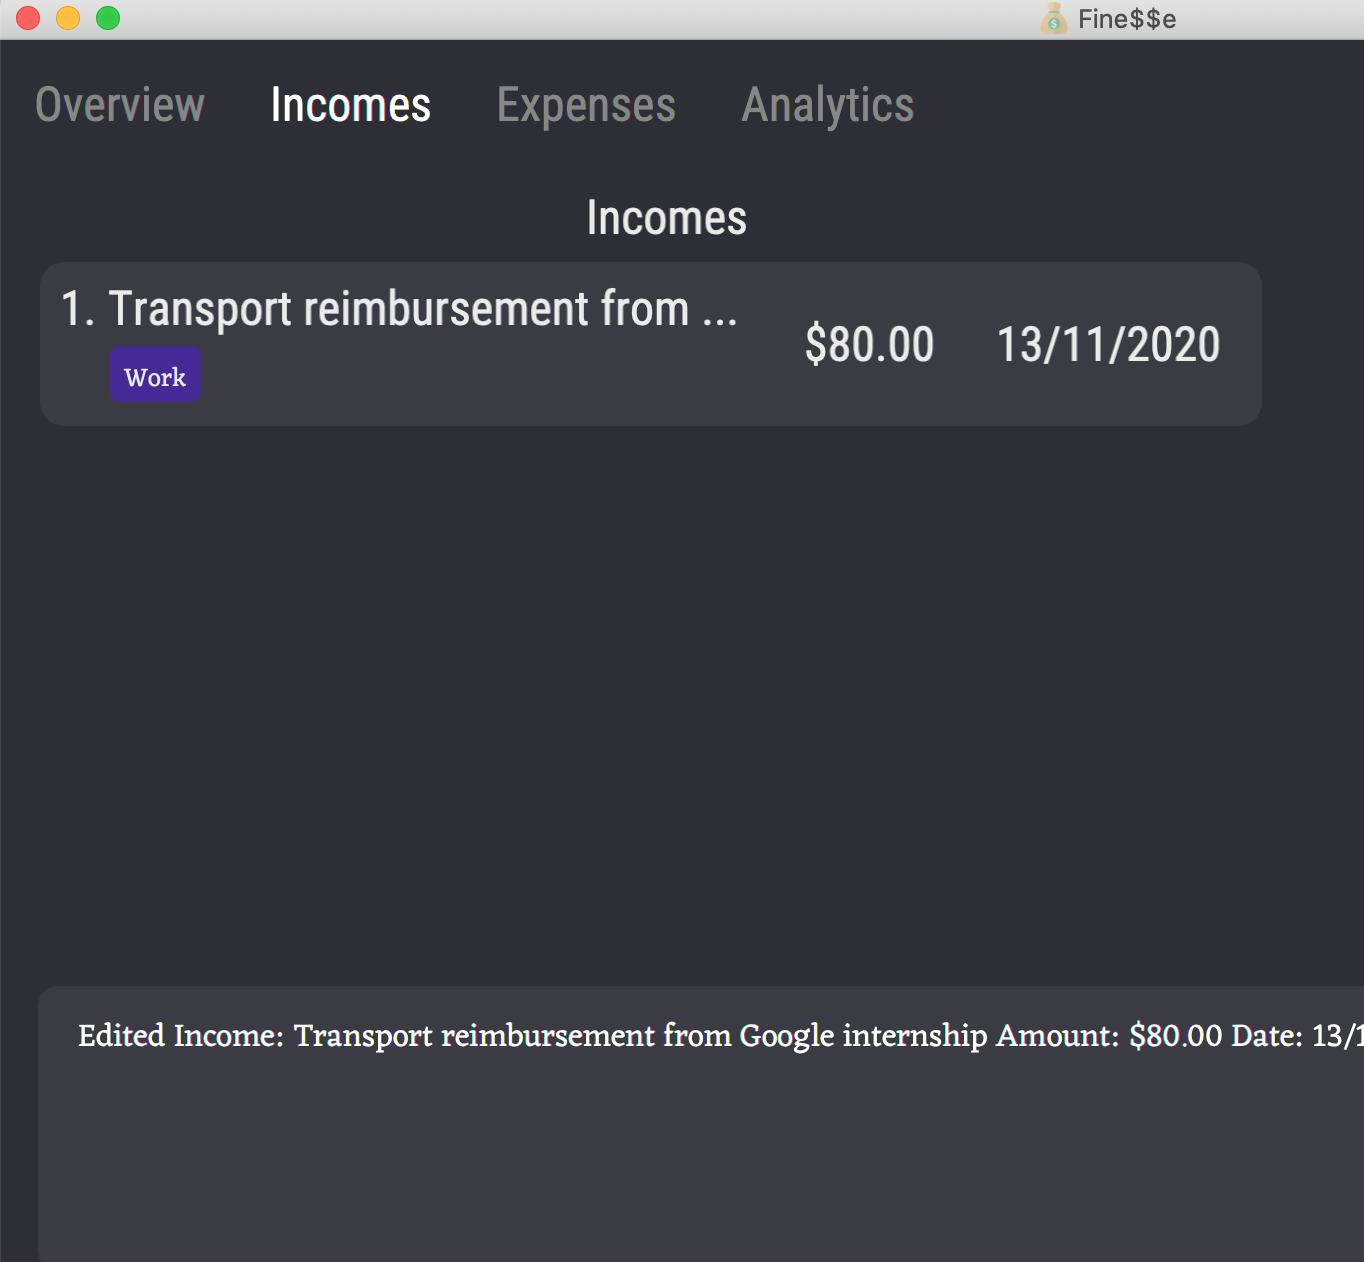 Fine$$e
Overview Incomes Expenses Analytics
Incomes
1. Transport reimbursement from ... $80.00 13/11/2020
Work
Edited Income: Transport reimbursement from Google internship Amount: $80.00 Date: 13/1